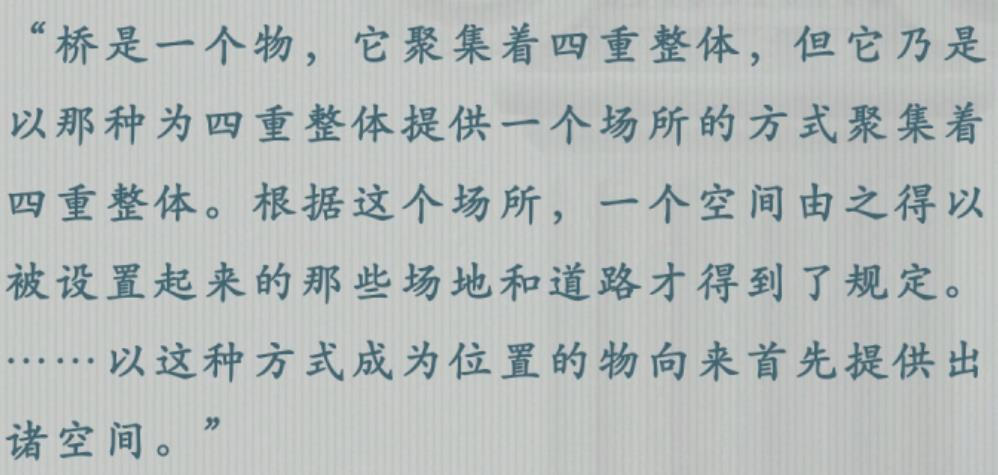 “桥是一个物，它聚集着四重整体，但它乃是
以那种为四重整体提供一个场所的方式聚集着
四重整体。根据这个场所，一个空间由之得以
被设置起来的那些场地和道路才得到了规定。
……以这种方式成为位置的物向来首先提供出
诸空间。”